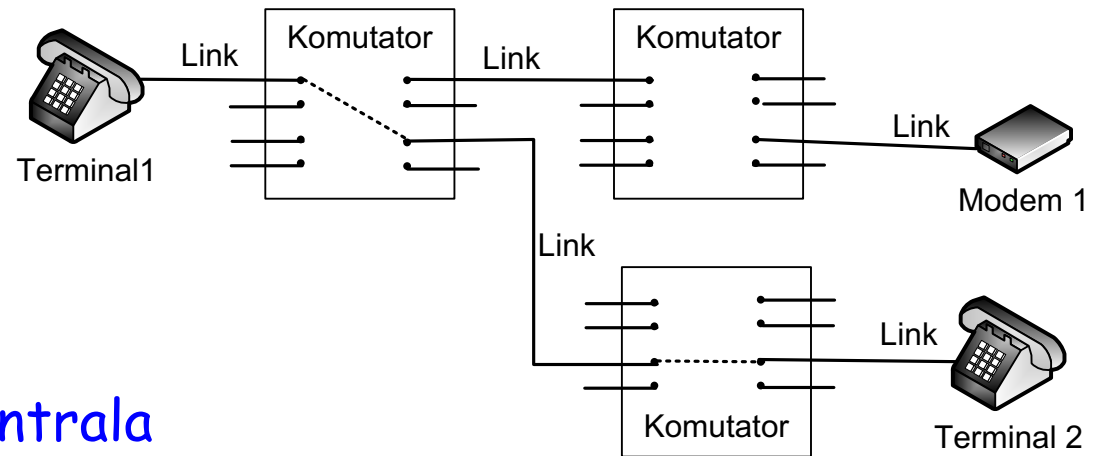 Komutator
Komutator
Link
Link
Link
Terminal1
Modem 1
Link
Link
Komutator
Terminal 2
ntrala